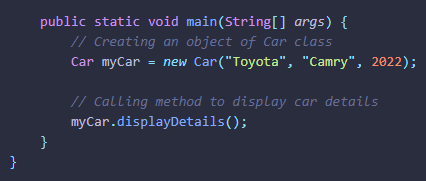 public static void main(String[] args) {
// Creating an object of Car class
Car myCar = new Car("Toyota", "Camry", 2022);
// Calling method to display car details
myCar.displayDetails();
}
}